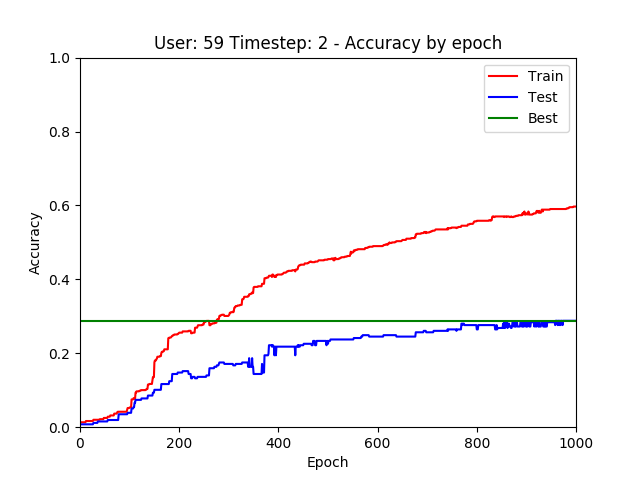 User: 59 Timestep: 2 - Accuracy by epoch
1.0
0.8
0.6
0.4
0.2
0.0
Accuracy
0 200 400 600 800 1000
Epoch
Train
Test
Best